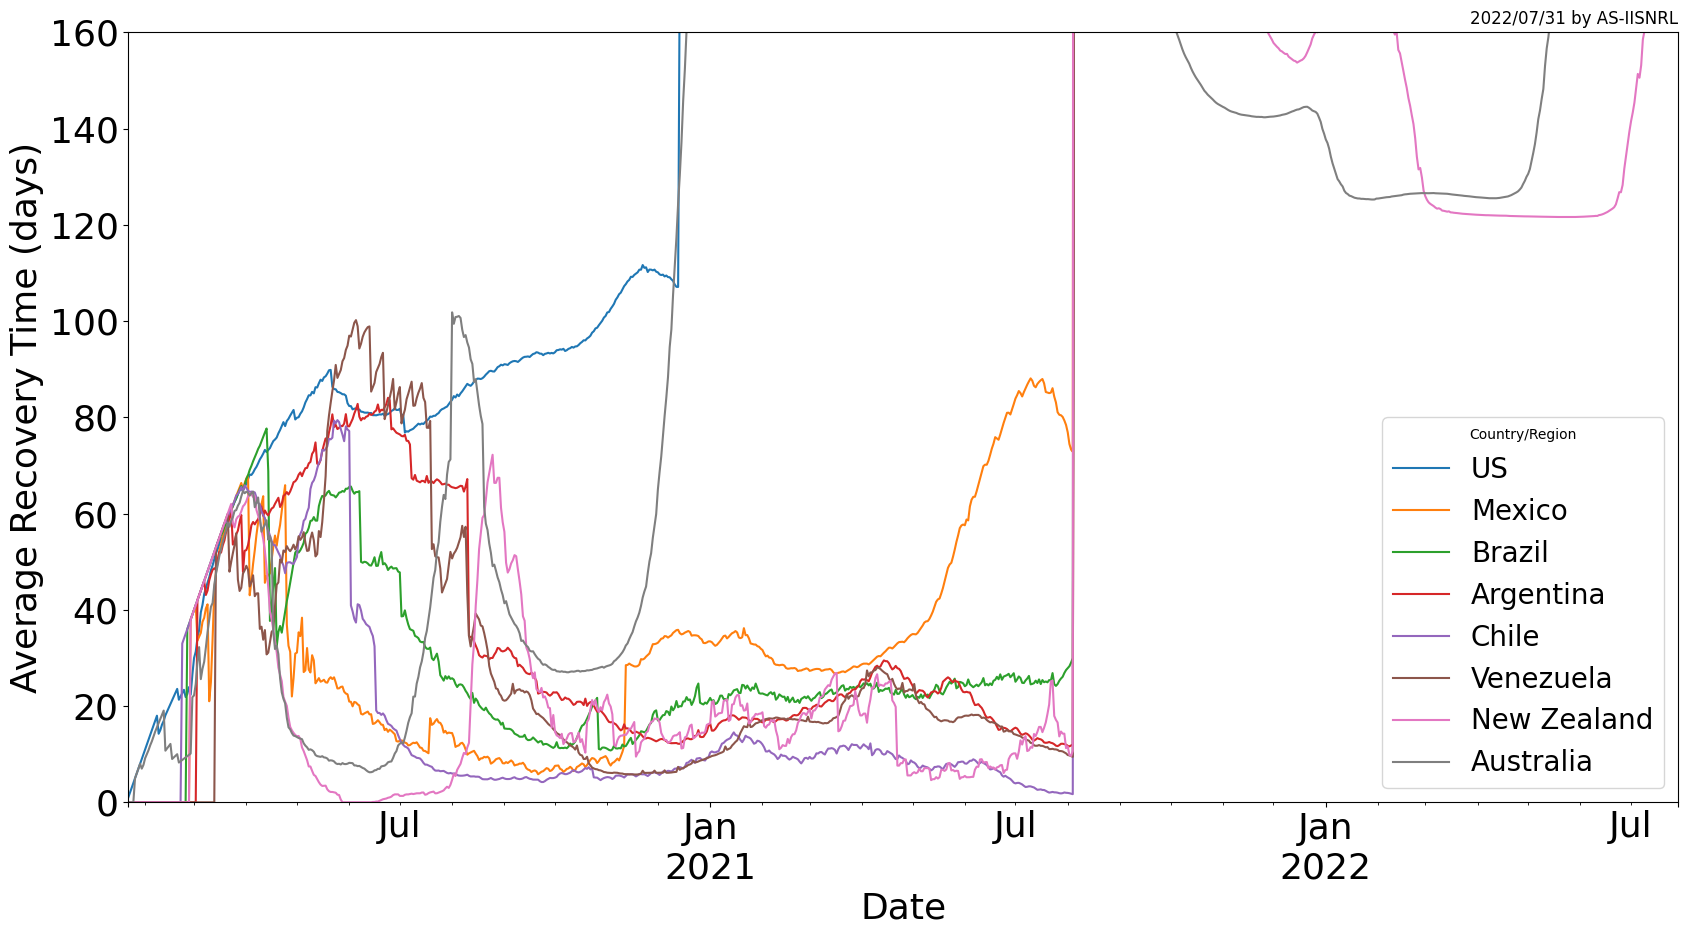 2022/07/31 by AS-IISNRL
160
140
120
100
80
60
40
20
0
Average Recovery Time (days)
Country/Region
US
Mexico
Brazil
Argentina
Chile
Venezuela
New Zealand
Australia
Jul
Jan
2021
Jul
Jan
2022
Jul
Date